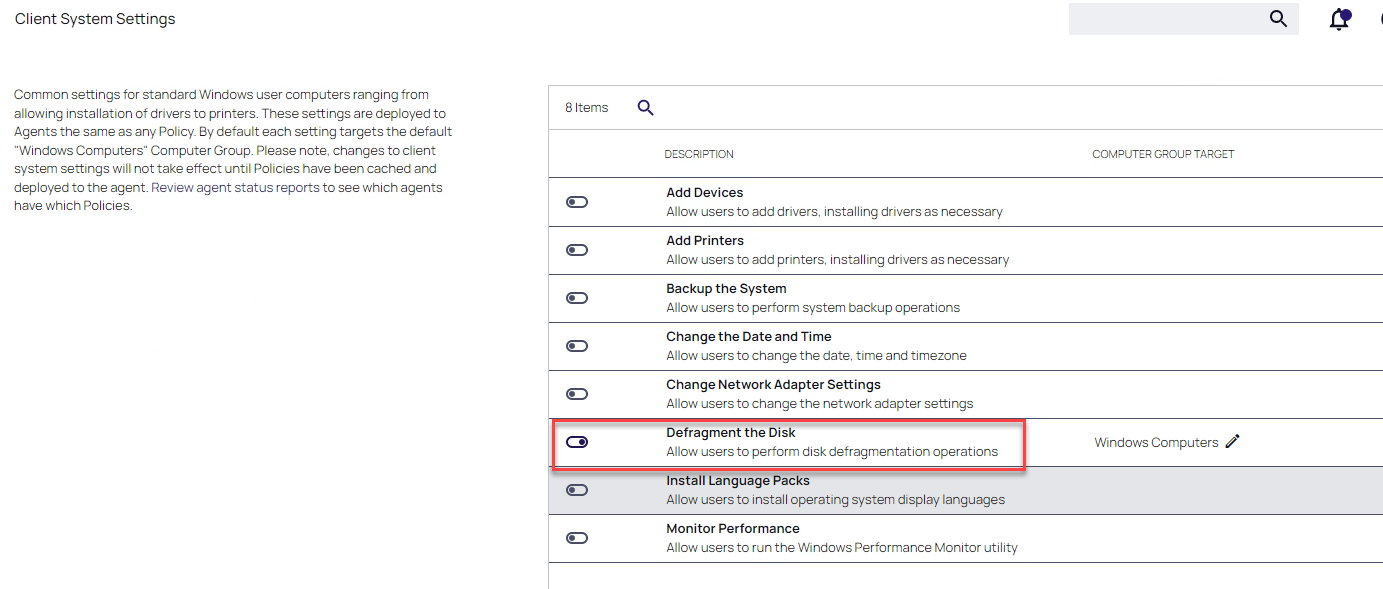 Client System Settings
Common settings for standard Windows user computers ranging from
allowing installation of drivers to printers. These settings are deployed to
Agents the same as any Policy. By default each setting targets the default
"Windows Computers" Computer Group. Please note, changes to client
system settings will not take effect until Policies have been cached and
deployed to the agent. Review agent status reports to see which agents
have which Policies.
8 Items
DESCRIPTION
COMPUTER GROUP TARGET
Add Devices
Allow users to add drivers, installing drivers as necessary
Add Printers
Allow users to add printers, installing drivers as necessary
Backup the System
Allow users to perform system backup operations
Change the Date and Time
Allow users to change the date, time and timezone
Change Network Adapter Settings
Allow users to change the network adapter settings
Defragment the Disk
Allow users to perform disk defragmentation operations
Windows Computers
Install Language Packs
Allow users to install operating system display languages
Monitor Performance
Allow users to run the Windows Performance Monitor utility